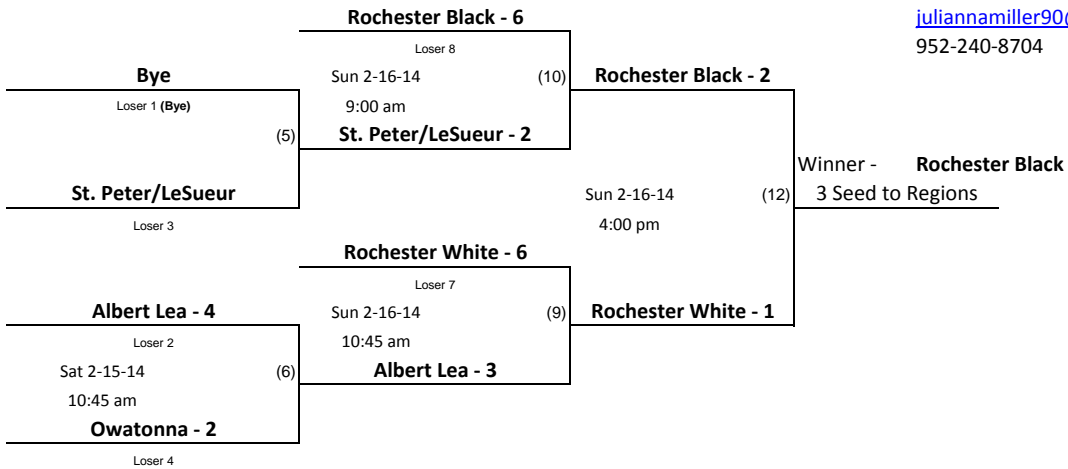 Rochester Black - 6
juliannamiller90@
Loser 8
952-240-8704
Bye
Sun 2-16-14
(10)
Rochester Black - 2
Loser 1 (Bye)
9:00 am
(5)
St. Peter/LeSueur - 2
Winner - Rochester Black
St. Peter/LeSueur
Sun 2-16-14
(12)
3 Seed to Regions
Loser 3
4:00 pm
Rochester White - 6
Loser 7
Albert Lea - 4
Sun 2-16-14
(9)
Rochester White - 1
Loser 2
10:45 am
Sat 2-15-14
(6)
Albert Lea - 3
10:45 am
Owatonna - 2
Loser 4